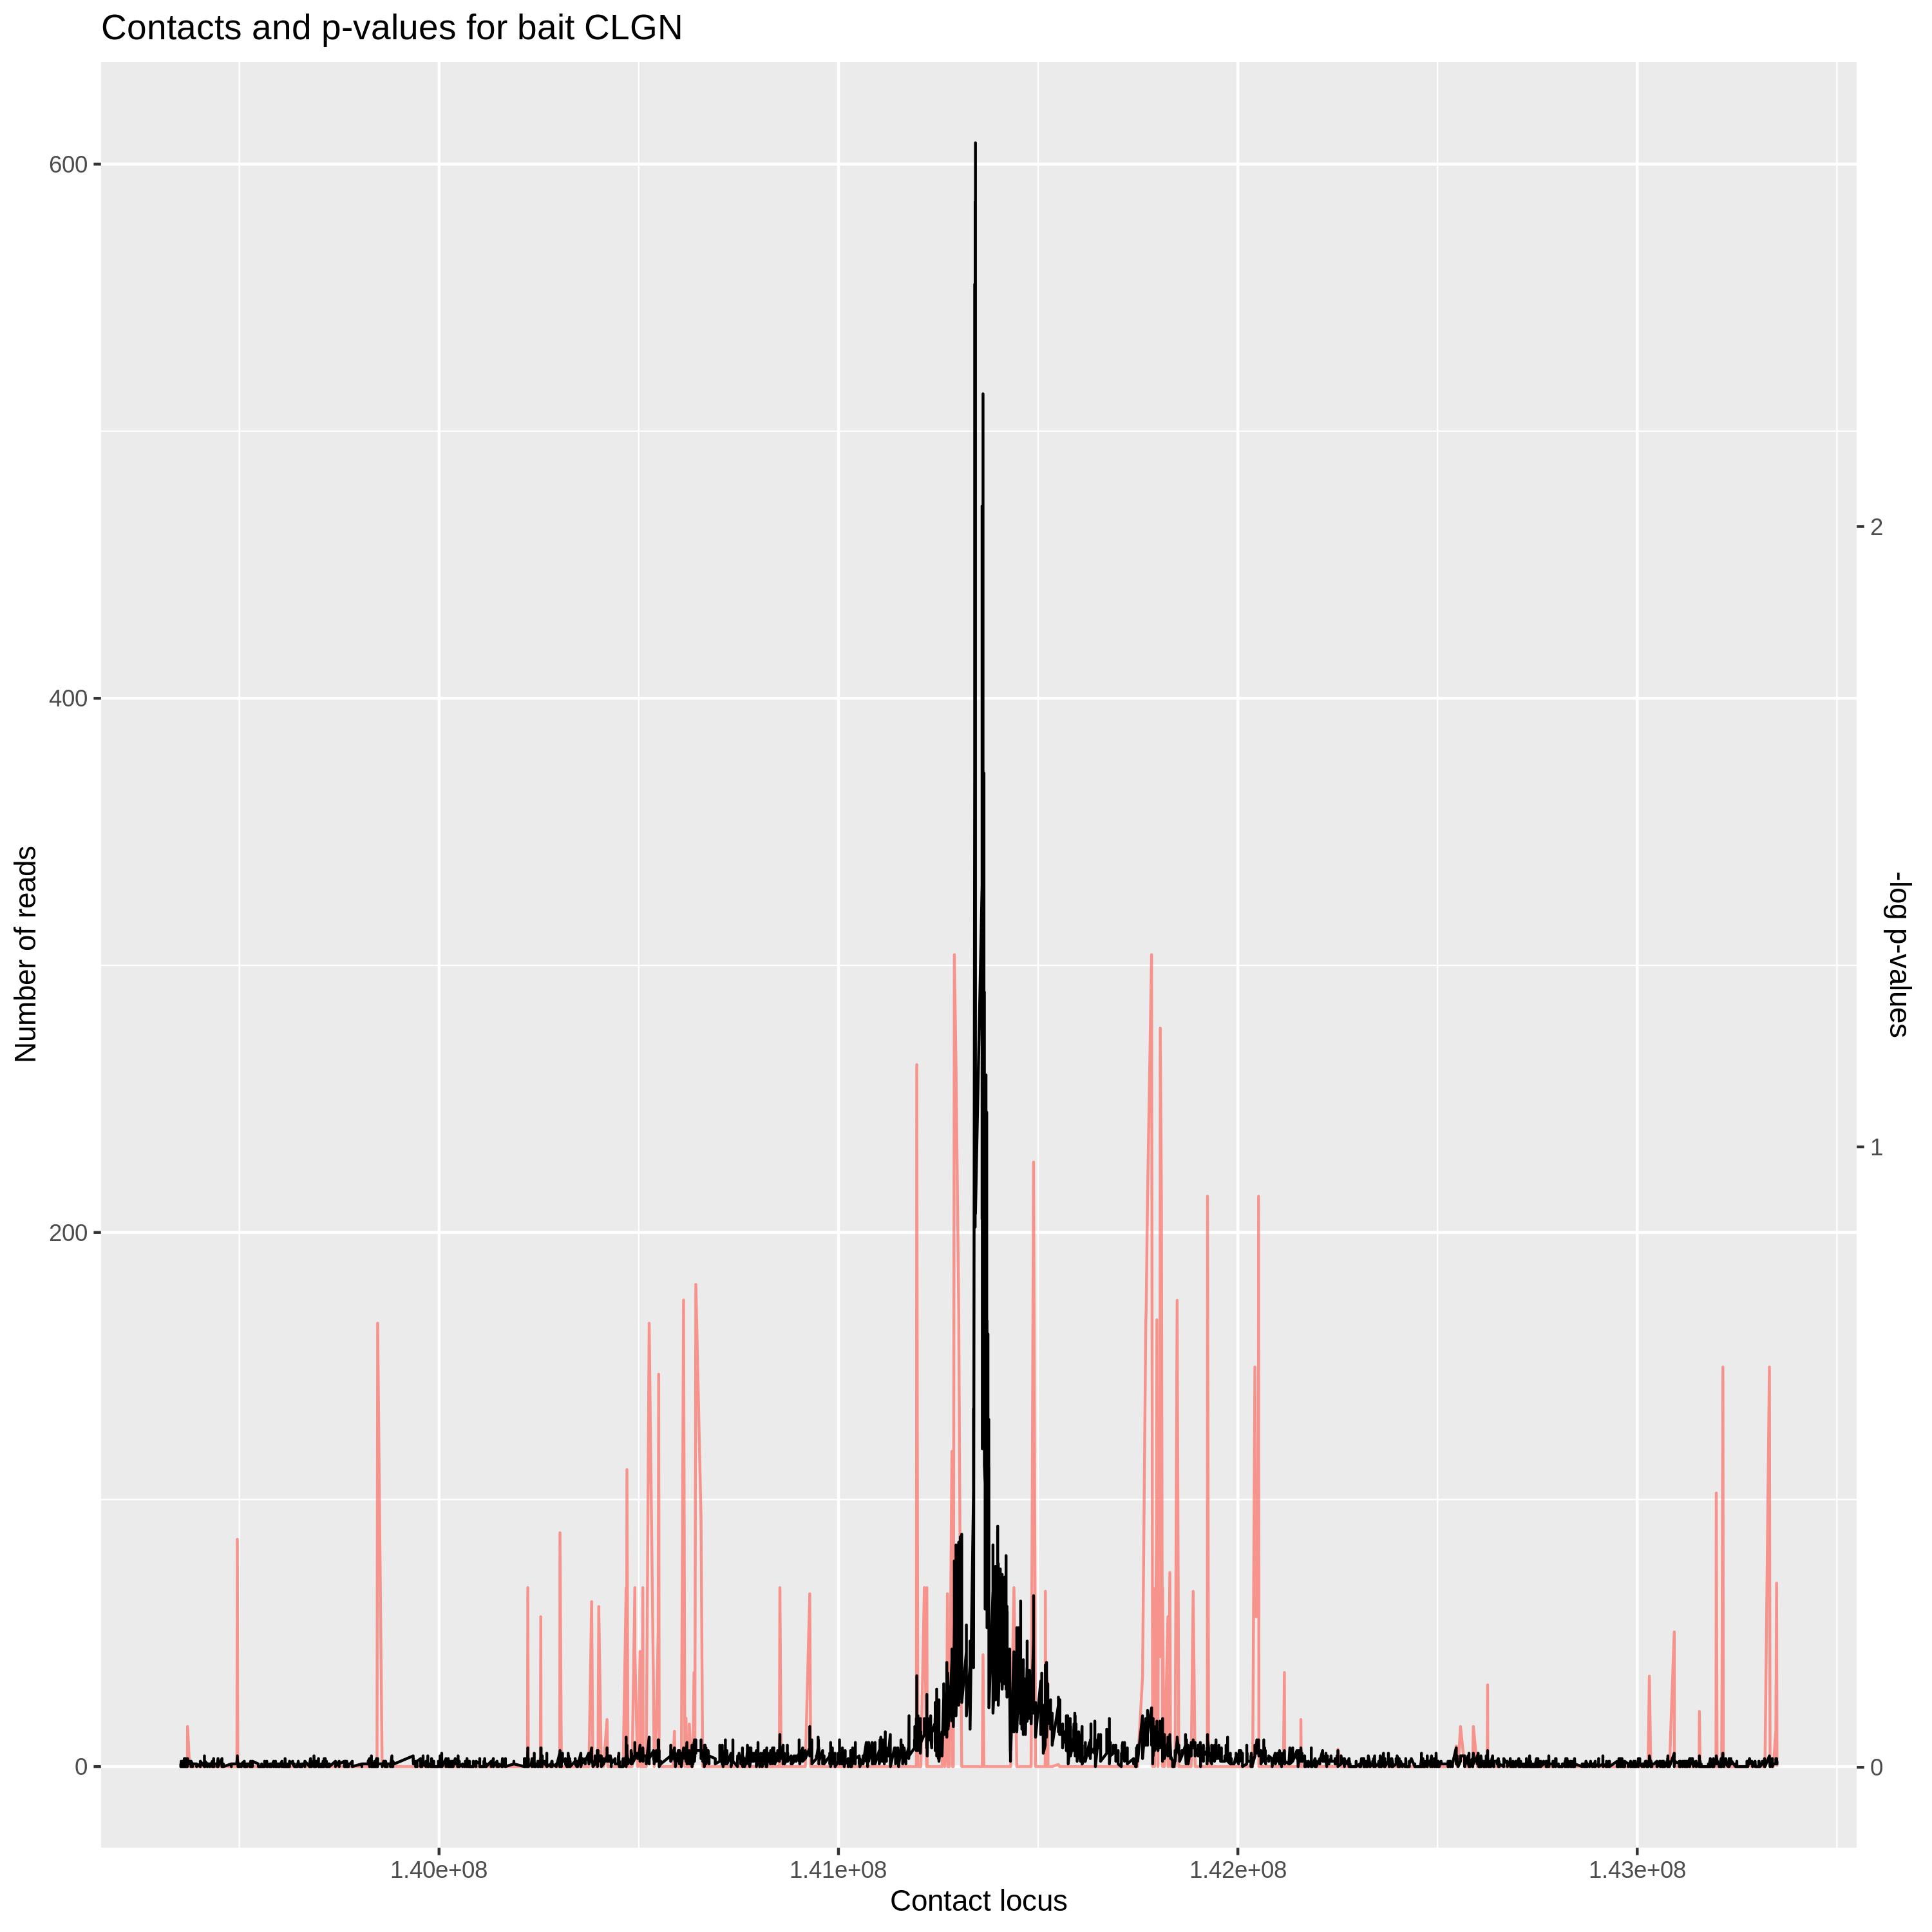 Contacts and p-values for bait CLGN
600
400
200
0
Number of reads
2
1
0
-log p-values
1.40e+08 1.41e+08 1.42e+08 1.43e+08
Contact locus